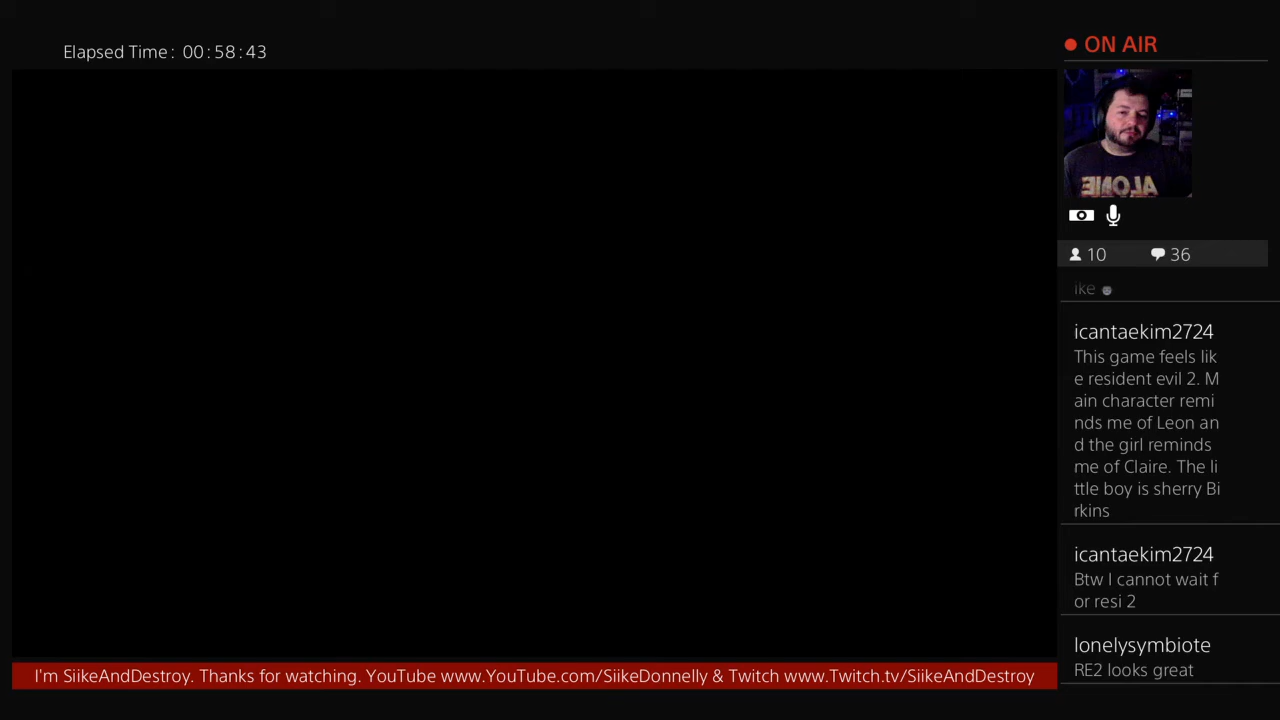 Elapsed Time: 00:58:43
ON AIR
ALONE
10 36
ike
icantaekim2724
This game feels lik
e resident evil 2. M
ain character remi
nds me of Leon an
d the girl reminds
me of Claire. The li
ttle boy is sherry Bi
rkins
icantaekim2724
Btw I cannot wait f
or resi 2
lonelysymbiote
RE2 looks great
I'm SiikeAndDestroy. Thanks for watching. YouTube www.YouTube.com/SiikeDonnelly & Twitch www.Twitch.tv/SiikeAndDestroy